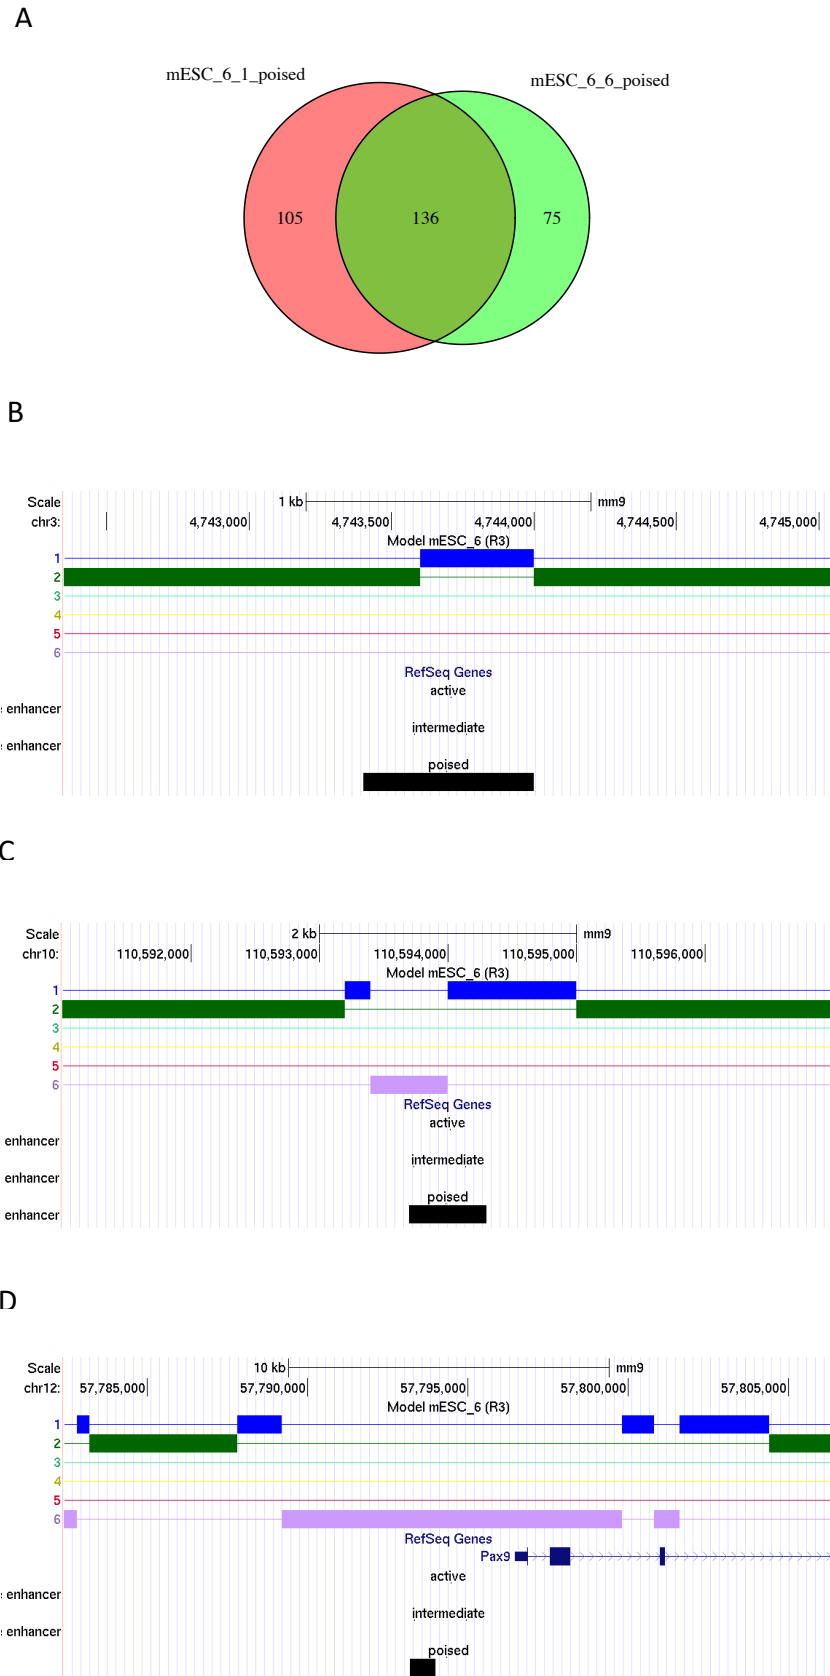 A
mESC_6_1_poised
mESC_6_6_poised
105 136 75
B
Scale 1 kb mm9
chr3: 4,743,000 4,743,500 4,744,000 4,744,500 4,745,000
Model mESC_6 (R3)
1
2
3
4
5
6
RefSeq Genes
active
enhancer
intermediate
enhancer
poised
C
Scale 2 kb mm9
chr10: 110,592,000 110,593,000 110,594,000 110,595,000 110,596,000
Model mESC_6 (R3)
1
2
3
4
5
6
RefSeq Genes
active
enhancer
intermediate
enhancer
poised
enhancer
D
Scale 10 kb mm9
chr12: 57,785,000 57,790,000 57,795,000 57,800,000 57,805,000
Model mESC_6 (R3)
1
2
3
4
5
6
RefSeq Genes
Pax9
active
enhancer
intermediate
enhancer
poised